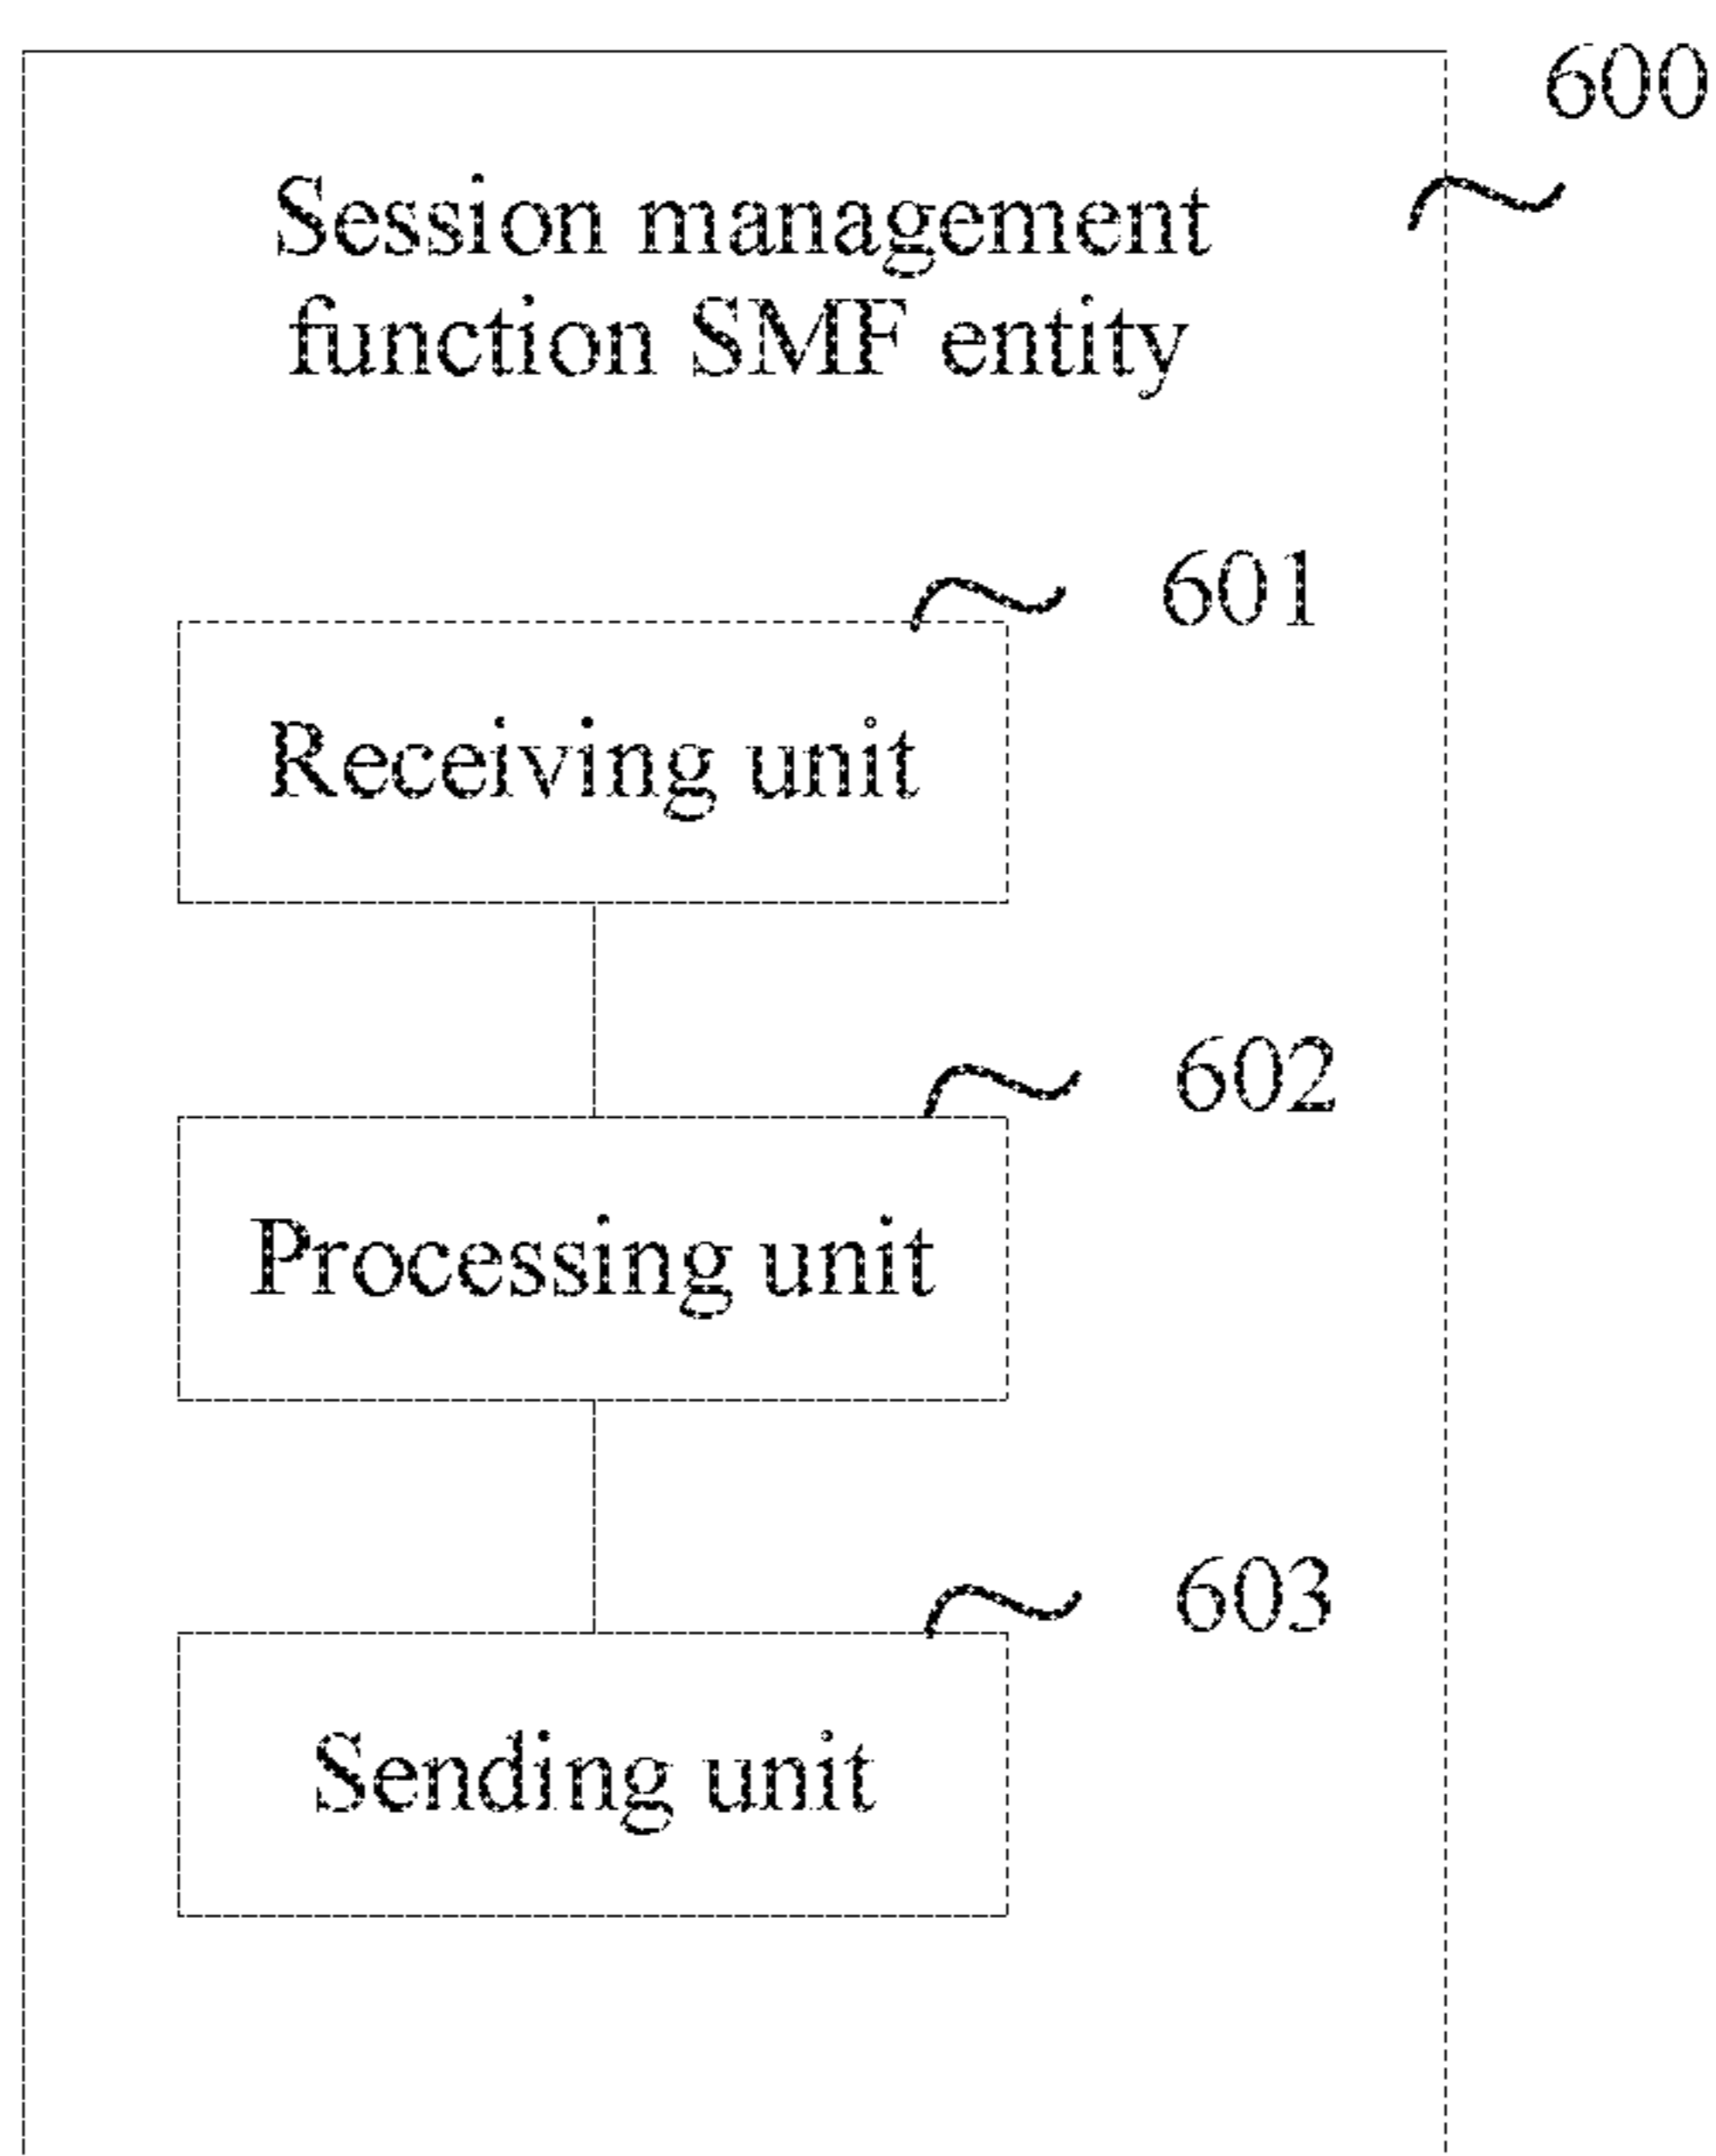 600
Session management
function SMF entity
601
Receiving unit
602
Processing unit
603
Sending unit